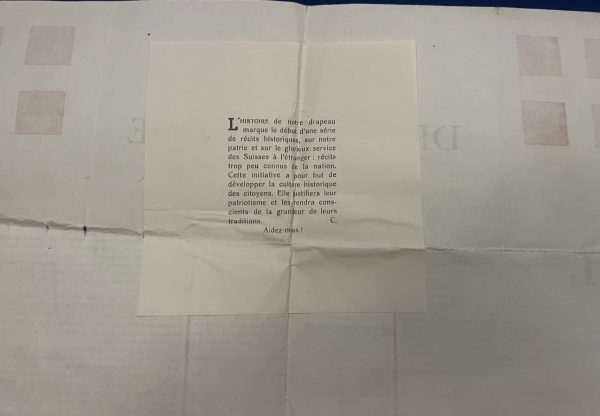 L'HISTOIRE de notre drapeau
marque le début d'une série
de récits historiques, sur notre
patrie et sur le glorieux service
des Suisses à l'étranger : récits
trop peu connus de la nation.
Cette initiative a pour but de
développer la culture historique
des citoyens. Elle justifiera leur
patriotisme et les rendra cons-
cients de la grandeur de leurs
traditions. C.
Aidez-nous !